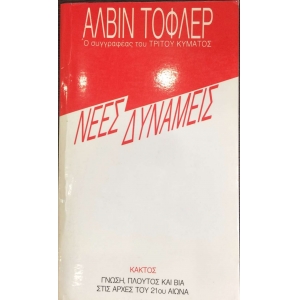 ΑΛΒΙΝ ΤΟΦΛΕΡ
Ο συγγραφέας του ΤΡΙΤΟΥ ΚΥΜΑΤΟΣ
ΝΕΕΣ ΔΥΝΑΜΕΙΣ
ΚΑΚΤΟΣ
ΓΝΩΣΗ, ΠΛΟΥΤΟΣ ΚΑΙ ΒΙΑ
ΣΤΙΣ ΑΡΧΕΣ ΤΟΥ 21ου ΑΙΩΝΑ